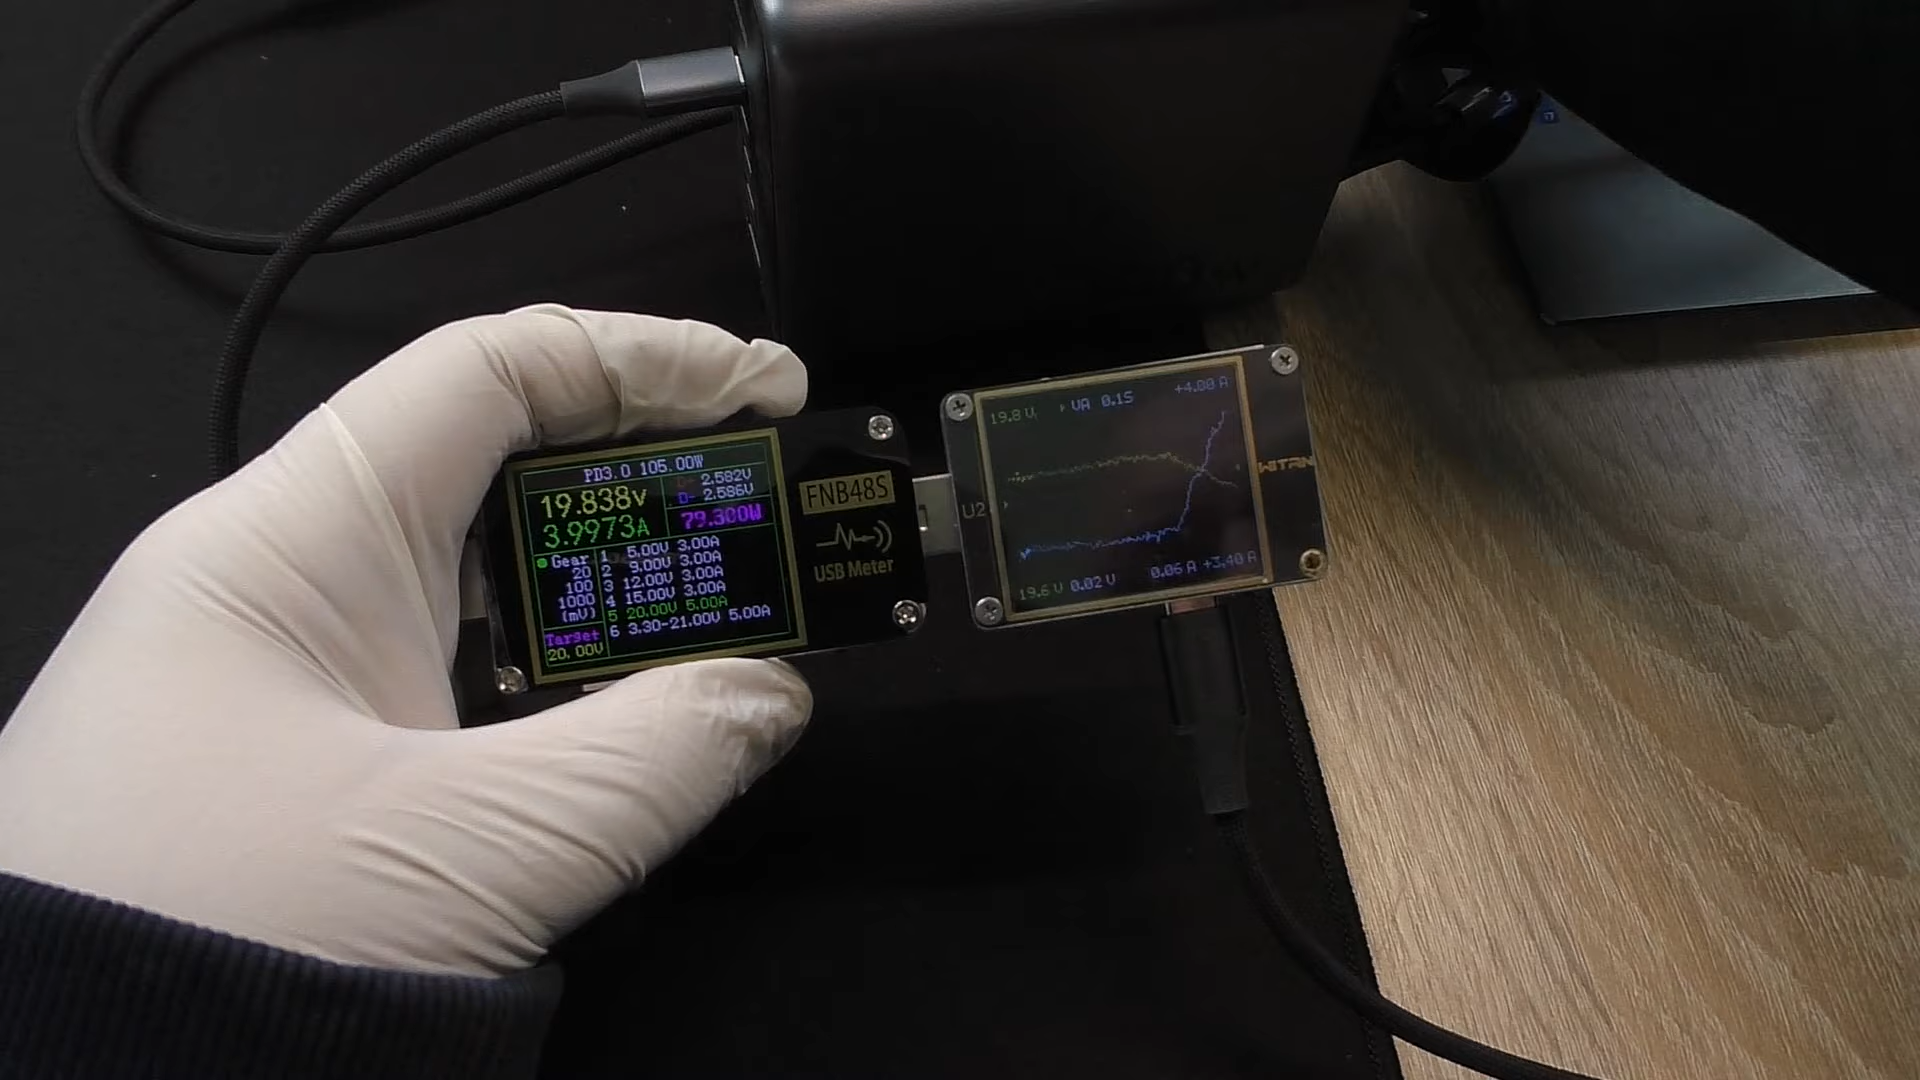 PD3.0 105.00W
19.838V
3.9973A
D+ 2.582V
D- 2.586V
79.300W
Gear
20
100
1000
(mV)
Target
20.00V
1 5.00V 3.00A
2 9.00V 3.00A
3 12.00V 3.00A
4 15.00V 3.00A
5 20.00V 5.00A
6 3.30-21.00V 5.00A
FNB48S
USB Meter
U2
19.8 V VA 0.15 +4.00 A
19.6 V 0.02 V 0.06 A +3.40 A
WITRN